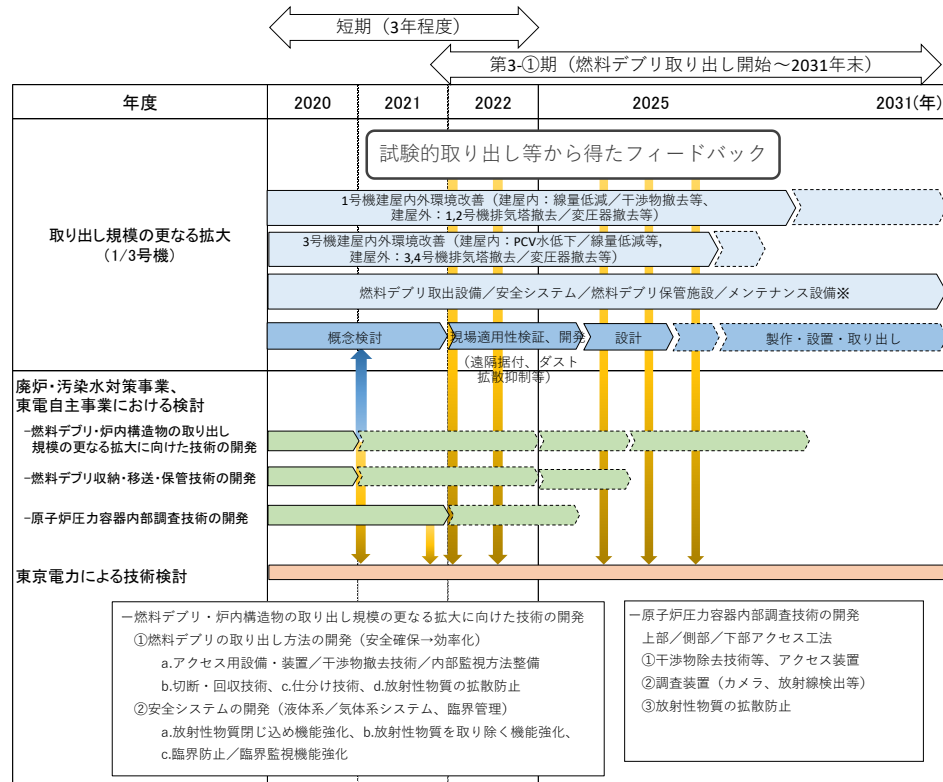 短期（3年程度）
第3-①期（燃料デブリ取り出し開始～2031年末）
年度
2020
2021
2022
2025
2031(年)
試験的取り出し等から得たフィードバック
取り出し規模の更なる拡大
（1/3号機）
1号機建屋内外環境改善（建屋内：線量低減／干渉物撤去等、
建屋外：1,2号機排気塔撤去／変圧器撤去等）
3号機建屋内外環境改善（建屋内：PCV水低下／線量低減等,
建屋外：3,4号機排気塔撤去／変圧器撤去等）
燃料デブリ取出設備／安全システム／燃料デブリ保管施設／メンテナンス設備※
概念検討
現場適用性検証、開発
設計
製作・設置・取り出し
（遠隔据付、ダスト
拡散抑制等）
廃炉・汚染水対策事業、
東電自主事業における検討
－燃料デブリ・炉内構造物の取り出し
規模の更なる拡大に向けた技術の開発
－燃料デブリ収納・移送・保管技術の開発
－原子炉圧力容器内部調査技術の開発
東京電力による技術検討
－燃料デブリ・炉内構造物の取り出し規模の更なる拡大に向けた技術の開発
①燃料デブリの取り出し方法の開発（安全確保→効率化）
a.アクセス用設備・装置／干渉物撤去技術／内部監視方法整備
b.切断・回収技術、c.仕分け技術、d.放射性物質の拡散防止
②安全システムの開発（液体系／気体系システム、臨界管理）
a.放射性物質閉じ込め機能強化、b.放射性物質を取り除く機能強化、
c.臨界防止／臨界監視機能強化
－原子炉圧力容器内部調査技術の開発
上部／側部／下部アクセス工法
①干渉物除去技術等、アクセス装置
②調査装置（カメラ、放射線検出等）
③放射性物質の拡散防止